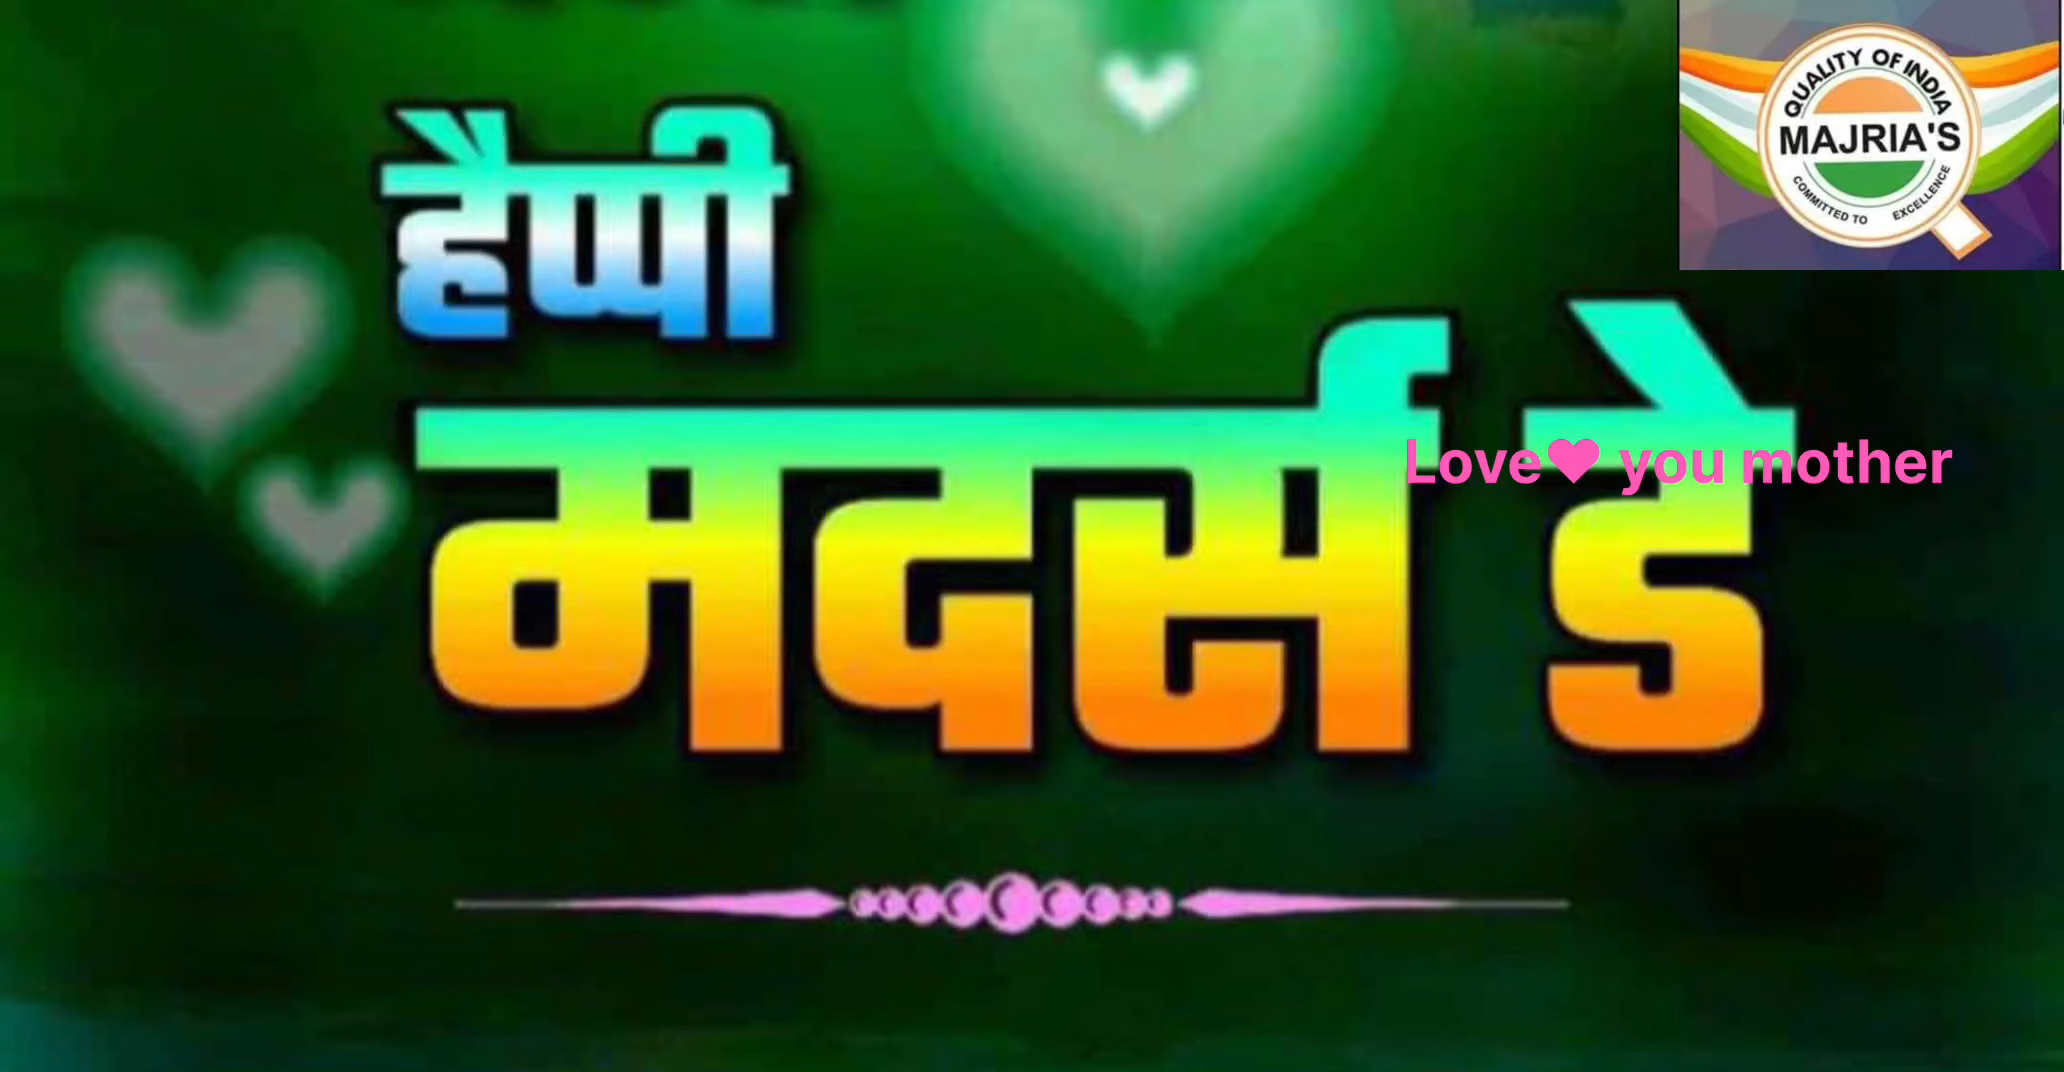 QUALITY OF INDIA
MAJRIA'S
COMMITTED TO EXCELLENCE
हैप्पी
मदर्स डे
Love♥ you mother